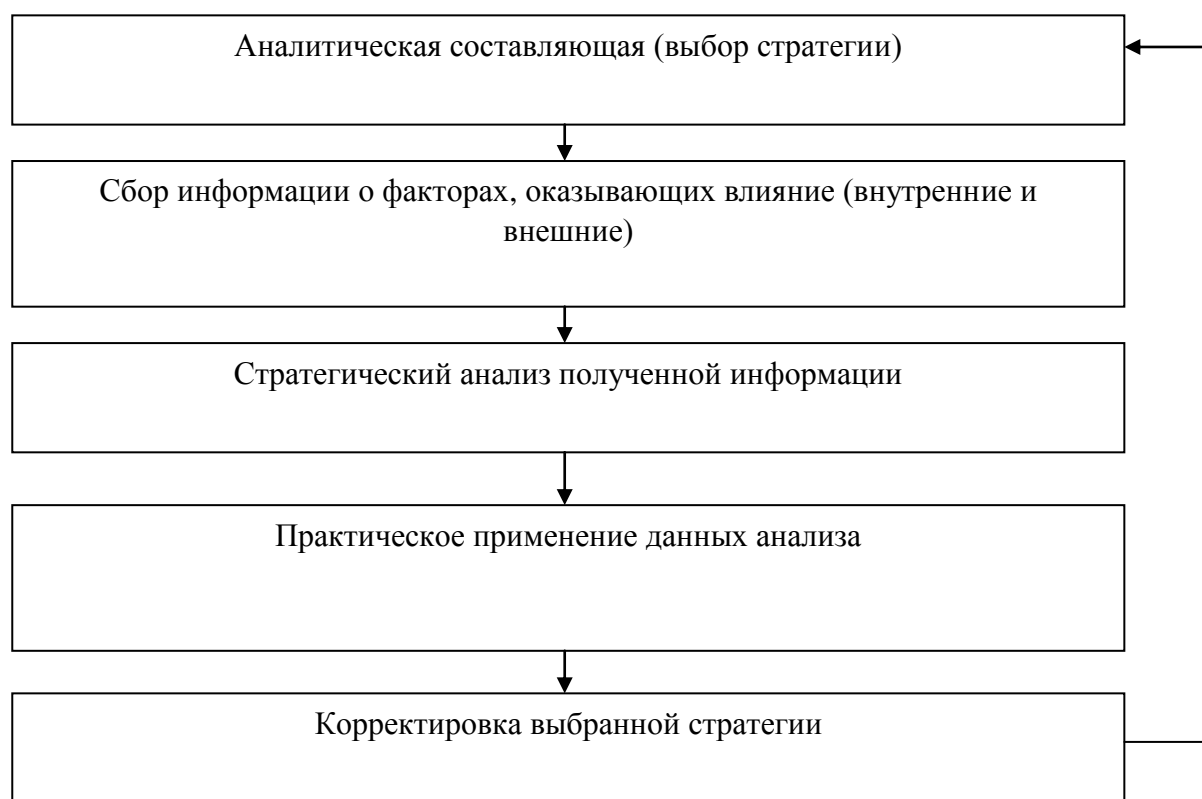 Аналитическая составляющая (выбор стратегии)
Сбор информации о факторах, оказывающих влияние (внутренние и
внешние)
Стратегический анализ полученной информации
Практическое применение данных анализа
Корректировка выбранной стратегии